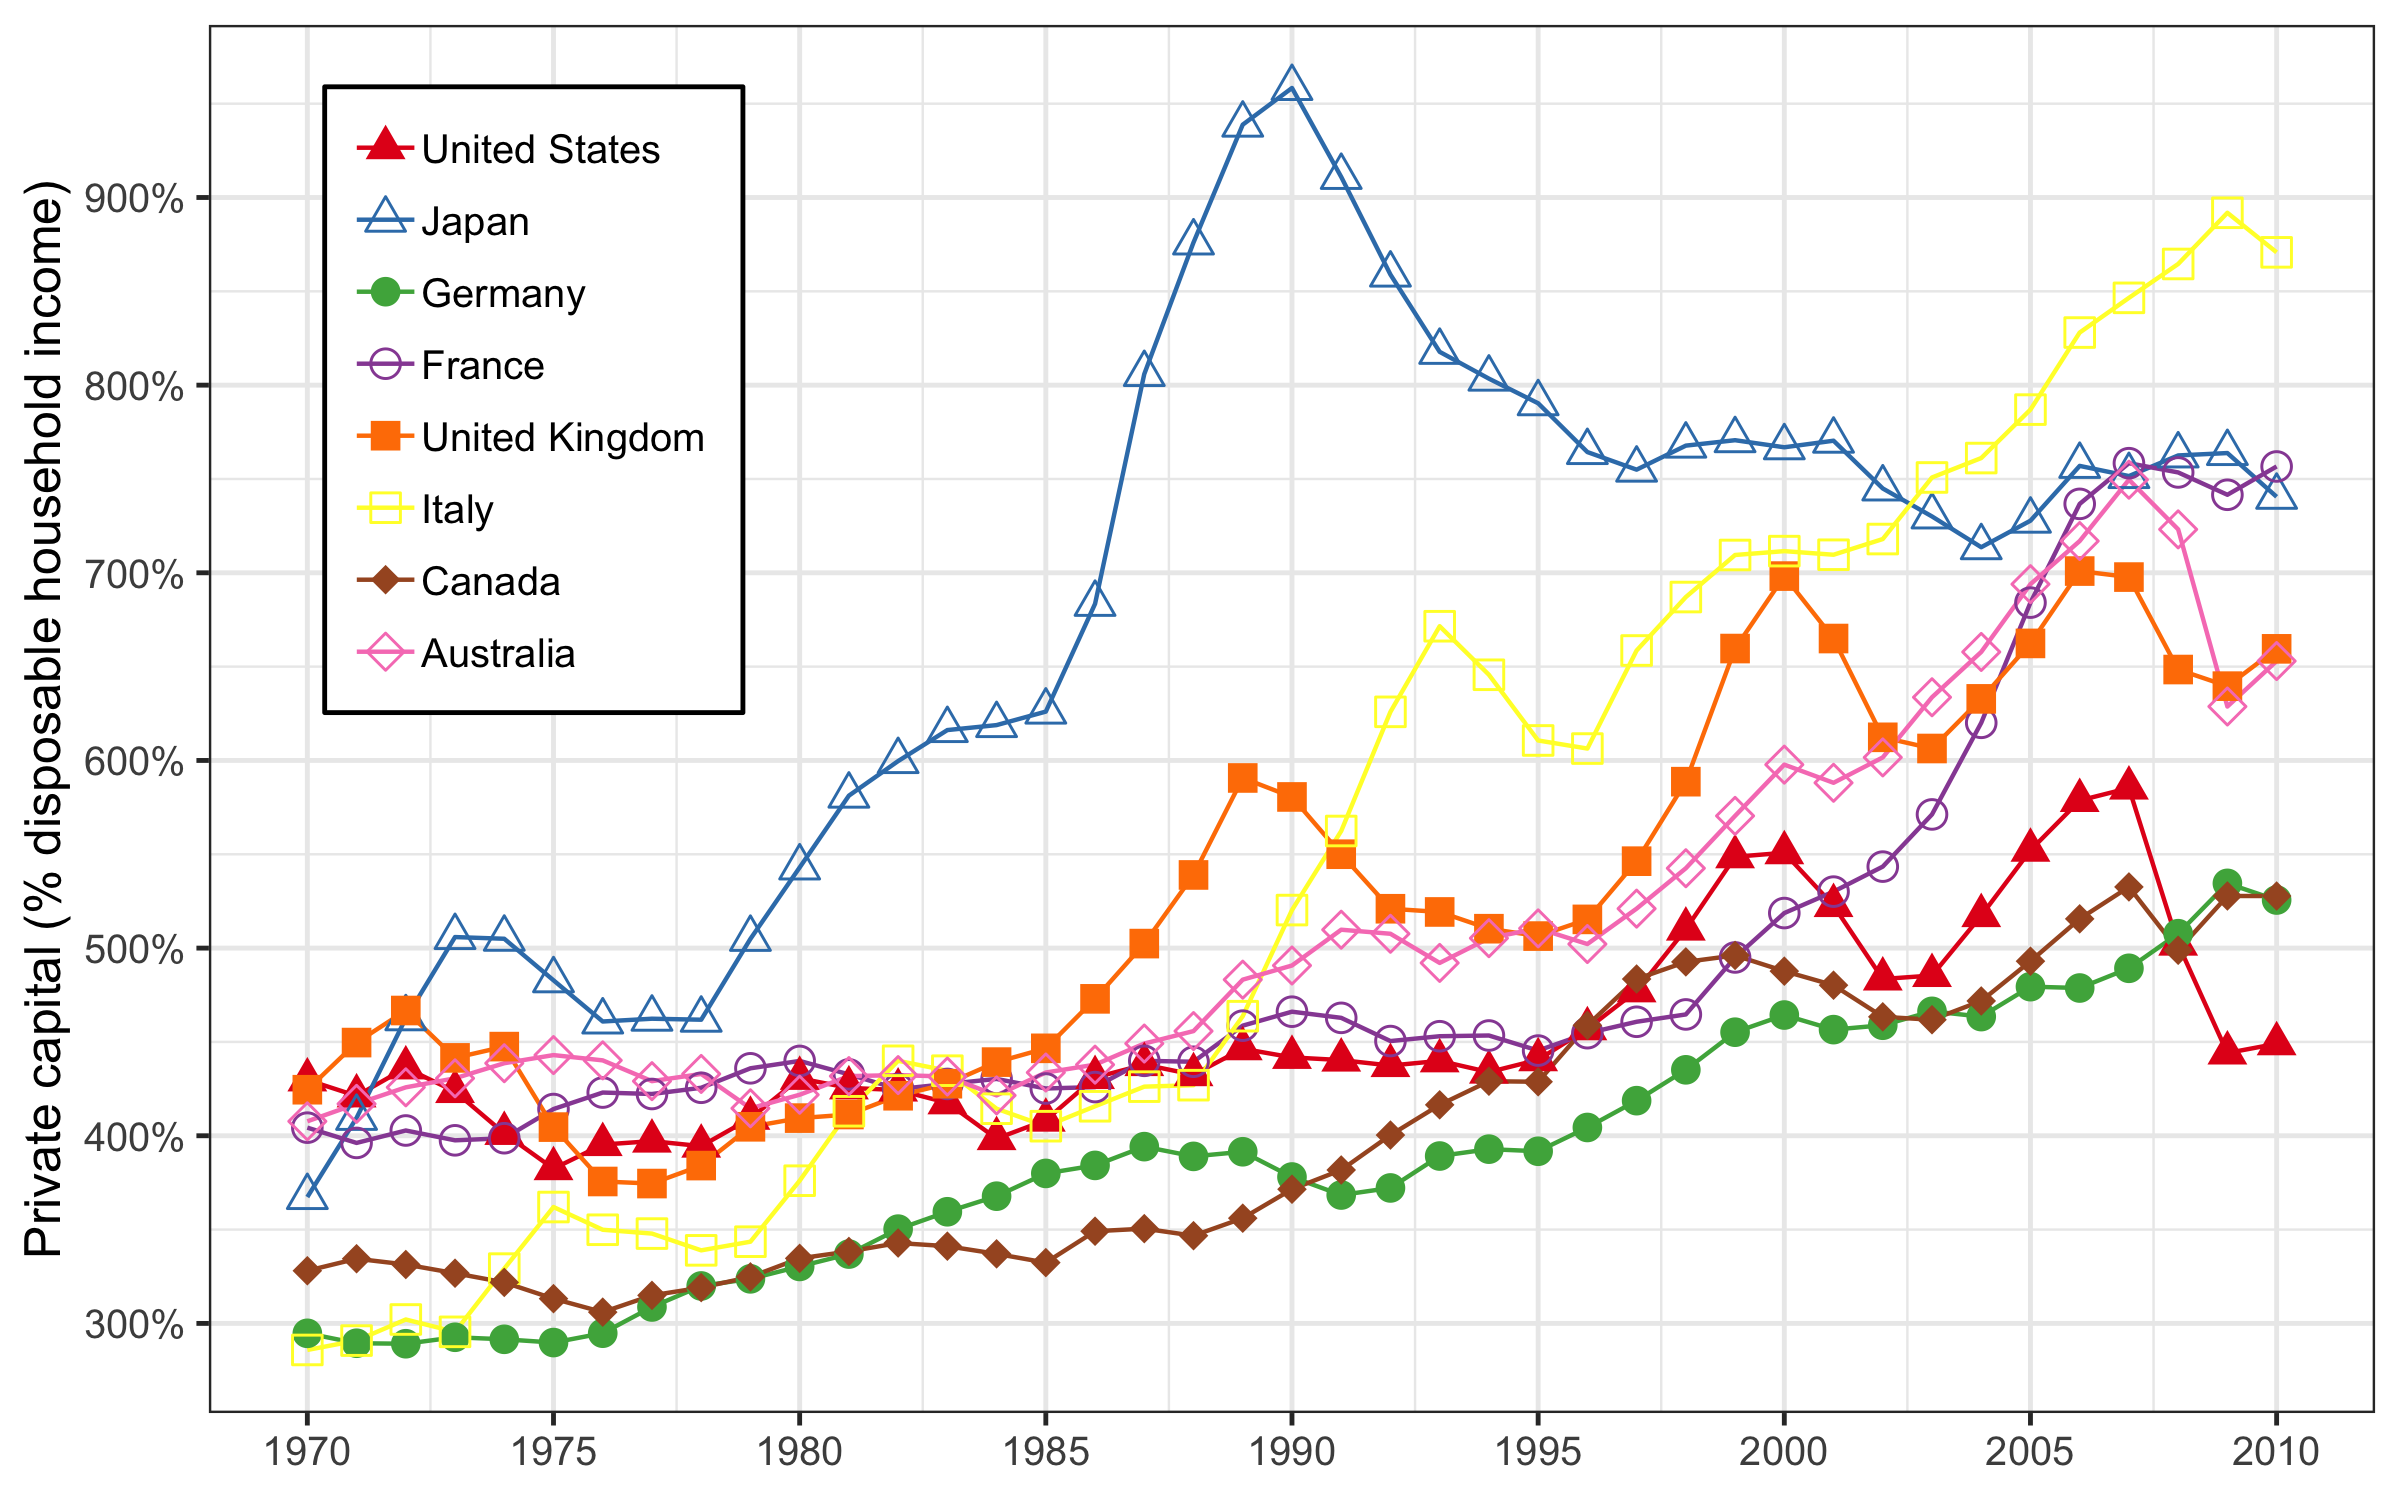 Private capital (% disposable household income)
900%
800%
700%
600%
500%
400%
300%
United States
Japan
Germany
France
United Kingdom
Italy
Canada
Australia
1970 1975 1980 1985 1990 1995 2000 2005 2010